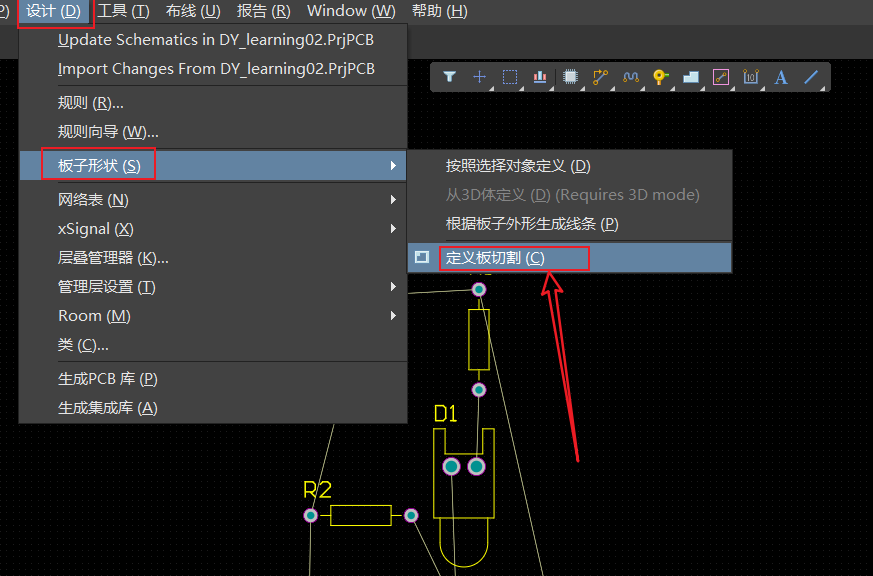 P) 设计 (D) 工具 (T) 布线 (U) 报告 (R) Window (W) 帮助 (H)
Update Schematics in DY_learning02.PrjPCB
Import Changes From DY_learning02.PrjPCB
规则 (R)...
规则向导 (W)...
板子形状 (S)
网络表 (N)
xSignal (X)
层叠管理器 (K)...
管理层设置 (T)
Room (M)
类 (C)...
生成PCB 库 (P)
生成集成库 (A)
按照选择对象定义 (D)
从3D体定义 (D) (Requires 3D mode)
根据板子外形生成线条 (P)
定义板切割 (C)
D1
R2